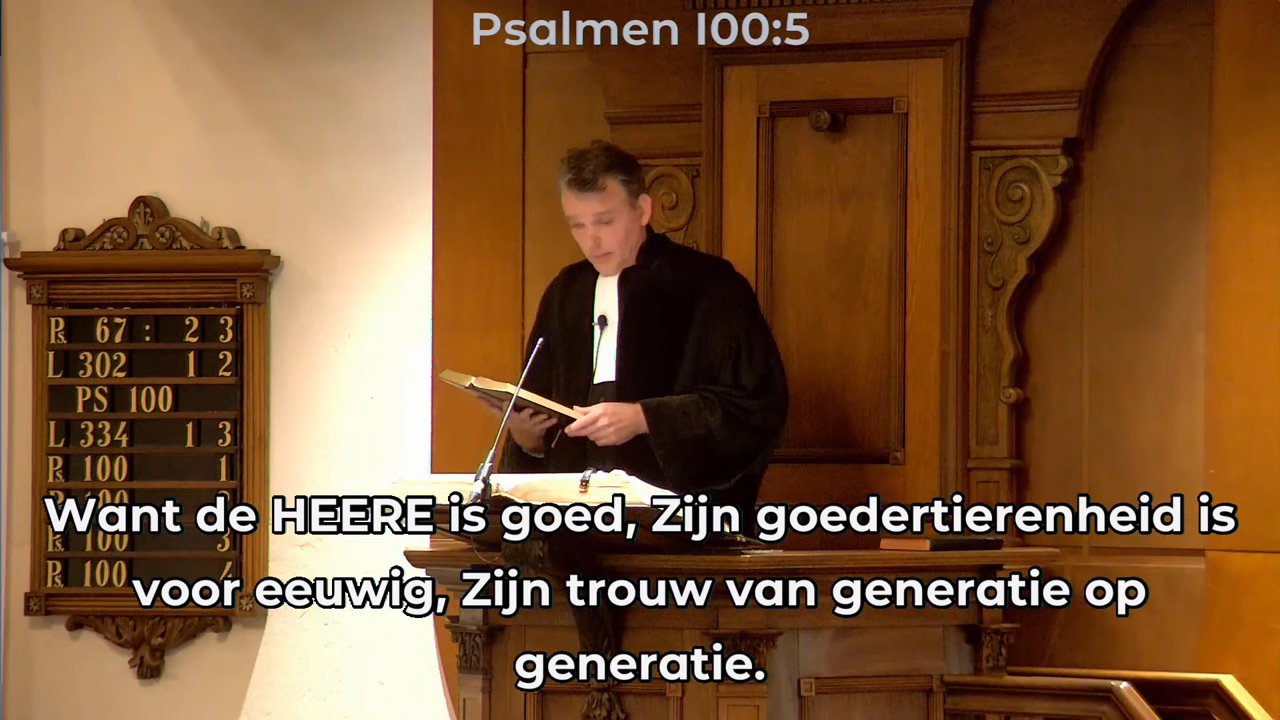 Psalmen 100:5
Ps. 67 : 2 3
L 302 1 2
PS 100
L 334 1 3
Ps. 100 1
Ps. 100 3
Ps. 100 4
Want de HEERE is goed, Zijn goedertierenheid is
voor eeuwig, Zijn trouw van generatie op
generatie.